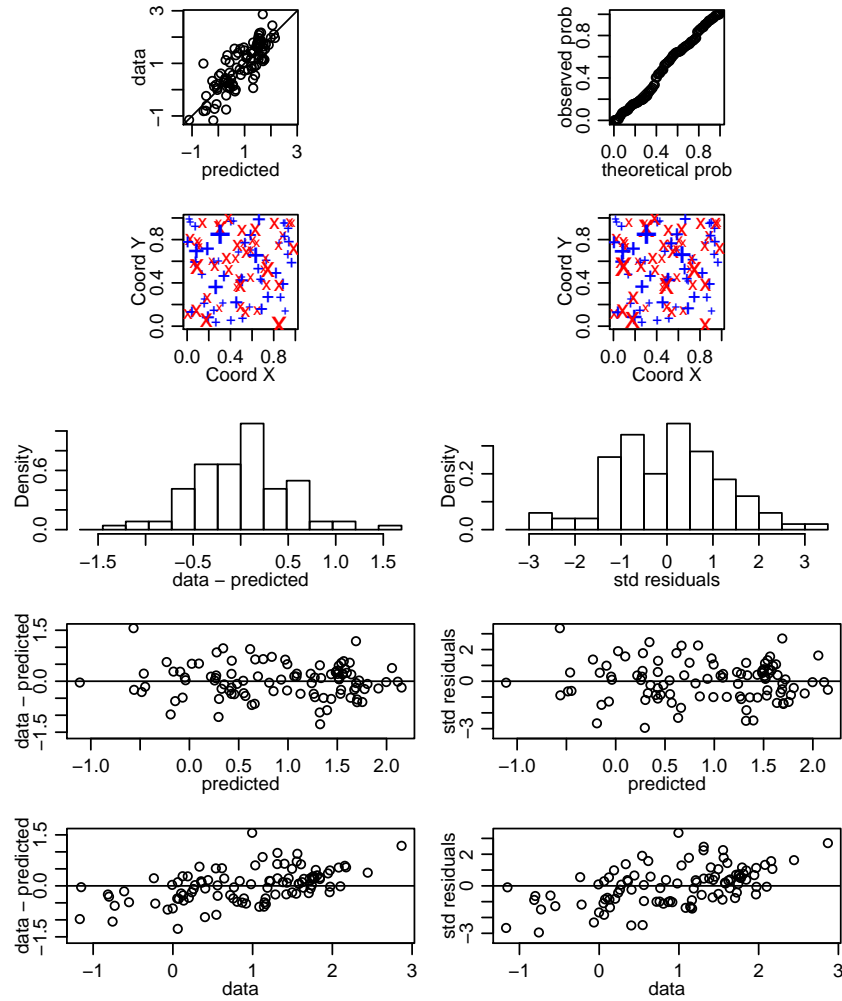 3
1
−1
data
−1 1 3
predicted
0.0 0.4 0.8
observed prob
0.0 0.4 0.8
theoretical prob
0.0 0.4 0.8
Coord Y
0.0 0.4 0.8
Coord X
0.0 0.4 0.8
Coord Y
0.0 0.4 0.8
Coord X
0.0 0.6
Density
−1.5 −0.5 0.5 1.5
data − predicted
0.0 0.2
Density
−3 −2 −1 0 1 2 3
std residuals
−1.5 0.0 1.5
data − predicted
−1.0 0.0 0.5 1.0 1.5 2.0
predicted
−3 0 2
std residuals
−1.0 0.0 0.5 1.0 1.5 2.0
predicted
−1.5 0.0 1.5
data − predicted
−1 0 1 2 3
data
−3 0 2
std residuals
−1 0 1 2 3
data